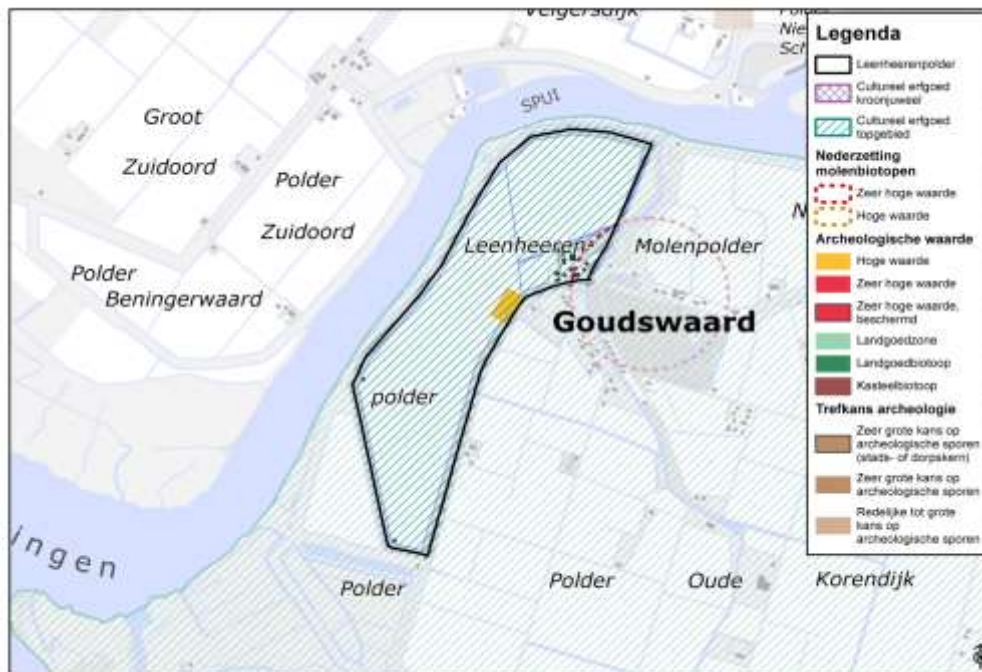 Velgersdijk
Groot
Zuidoord
Polder
Zuidoord
Polder
Beningerwaard
SPUI
Leenheeren
Molenpolder
Goudswaard
polder
ingen
Polder
Polder
Oude
Korendijk
Nie
Sch
N
Legenda
Leenheerenpolder
Cultureel erfgoed
kroonjuweel
Cultureel erfgoed
topgebied
Nederzetting
molenbiotopen
Zeer hoge waarde
Hoge waarde
Archeologische waarde
Hoge waarde
Zeer hoge waarde
Zeer hoge waarde,
beschermd
Landgoedzone
Landgoedbiotoop
Kasteelbiotoop
Trefkans archeologie
Zeer grote kans op
archeologische sporen
(stads- of dorpskern)
Zeer grote kans op
archeologische sporen
Redelijke tot grote
kans op
archeologische sporen